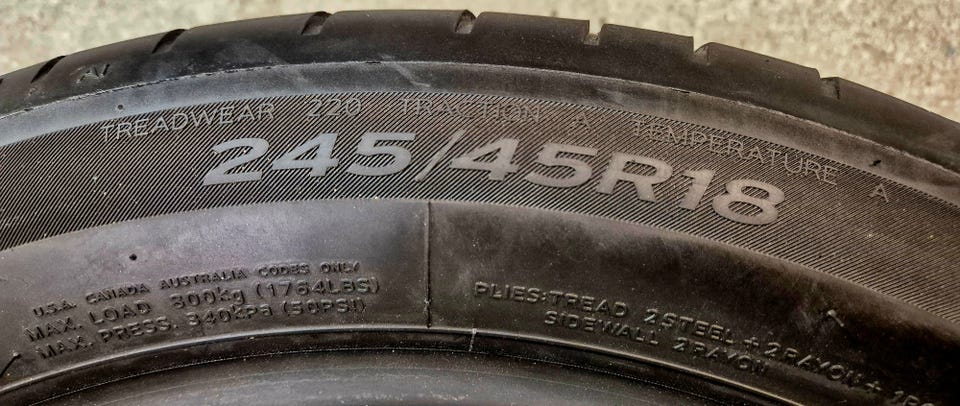 TREADWEAR 220 TRACTION A TEMPERATURE A
245/45R18
U.S.A. CANADA AUSTRALIA CODES ONLY
MAX. LOAD 300kg (1764LBS)
MAX. PRESS. 340kPa (50PSI)
PLIES:TREAD 2STEEL + 2RAYON +
SIDEWALL 2RAYON